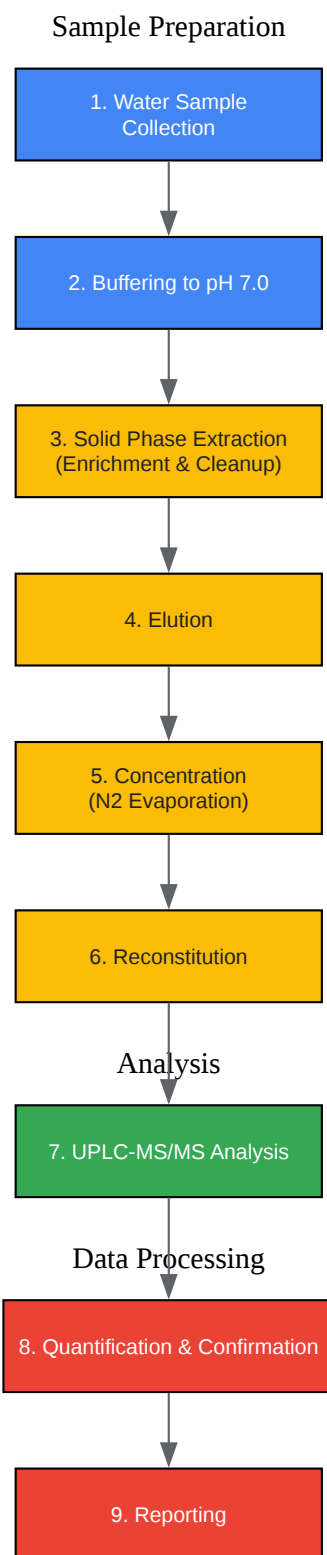 Sample Preparation
1. Water Sample
Collection
2. Buffering to pH 7.0
3. Solid Phase Extraction
(Enrichment & Cleanup)
4. Elution
5. Concentration
(N2 Evaporation)
6. Reconstitution
Analysis
7. UPLC-MS/MS Analysis
Data Processing
8. Quantification & Confirmation
9. Reporting